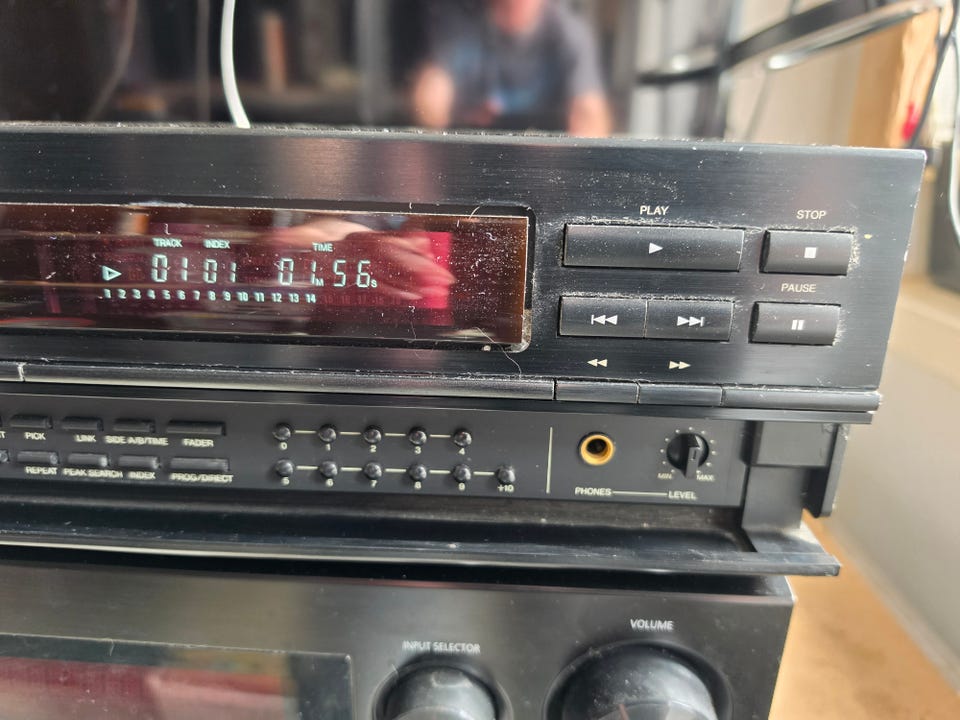 PLAY
STOP
TRACK INDEX TIME
01 01 01M 56s
1 2 3 4 5 6 7 8 9 10 11 12 13 14
PAUSE
PICK LINK SIDE A/B/TIME FADER
0 1 2 3 4
REPEAT PEAK SEARCH INDEX PROG/DIRECT
5 6 7 8 9 +10
MIN MAX
PHONES LEVEL
INPUT SELECTOR
VOLUME